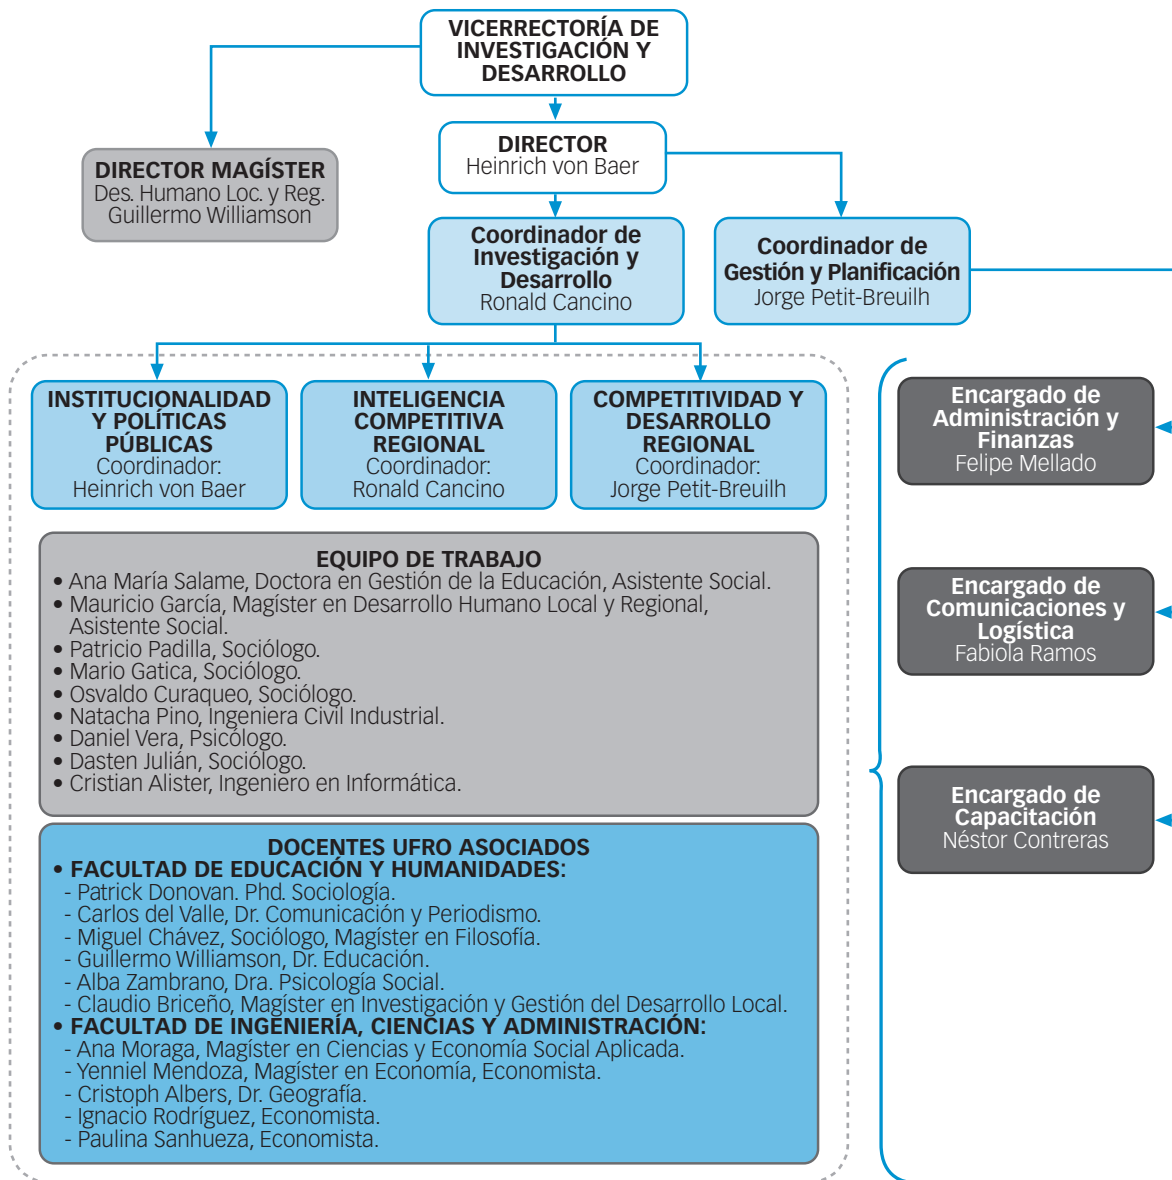 VICERRECTORÍA DE
INVESTIGACIÓN Y
DESARROLLO
DIRECTOR
Heinrich von Baer
DIRECTOR MAGÍSTER
Des. Humano Loc. y Reg.
Guillermo Williamson
Coordinador de
Investigación y
Desarrollo
Ronald Cancino
Coordinador de
Gestión y Planificación
Jorge Petit-Breuilh
INSTITUCIONALIDAD
Y POLÍTICAS
PÚBLICAS
Coordinador:
Heinrich von Baer
INTELIGENCIA
COMPETITIVA
REGIONAL
Coordinador:
Ronald Cancino
COMPETITIVIDAD Y
DESARROLLO
REGIONAL
Coordinador:
Jorge Petit-Breuilh
Encargado de
Administración y
Finanzas
Felipe Mellado
Encargado de
Comunicaciones y
Logística
Fabiola Ramos
Encargado de
Capacitación
Néstor Contreras
EQUIPO DE TRABAJO
• Ana María Salame, Doctora en Gestión de la Educación, Asistente Social.
• Mauricio García, Magíster en Desarrollo Humano Local y Regional,
Asistente Social.
• Patricio Padilla, Sociólogo.
• Mario Gatica, Sociólogo.
• Osvaldo Curaqueo, Sociólogo.
• Natacha Pino, Ingeniera Civil Industrial.
• Daniel Vera, Psicólogo.
• Dasten Julián, Sociólogo.
• Cristian Alister, Ingeniero en Informática.
DOCENTES UFRO ASOCIADOS
• FACULTAD DE EDUCACIÓN Y HUMANIDADES:
- Patrick Donovan. Phd. Sociología.
- Carlos del Valle, Dr. Comunicación y Periodismo.
- Miguel Chávez, Sociólogo, Magíster en Filosofía.
- Guillermo Williamson, Dr. Educación.
- Alba Zambrano, Dra. Psicología Social.
- Claudio Briceño, Magíster en Investigación y Gestión del Desarrollo Local.
• FACULTAD DE INGENIERÍA, CIENCIAS Y ADMINISTRACIÓN:
- Ana Moraga, Magíster en Ciencias y Economía Social Aplicada.
- Yenniel Mendoza, Magíster en Economía, Economista.
- Cristoph Albers, Dr. Geografía.
- Ignacio Rodríguez, Economista.
- Paulina Sanhueza, Economista.